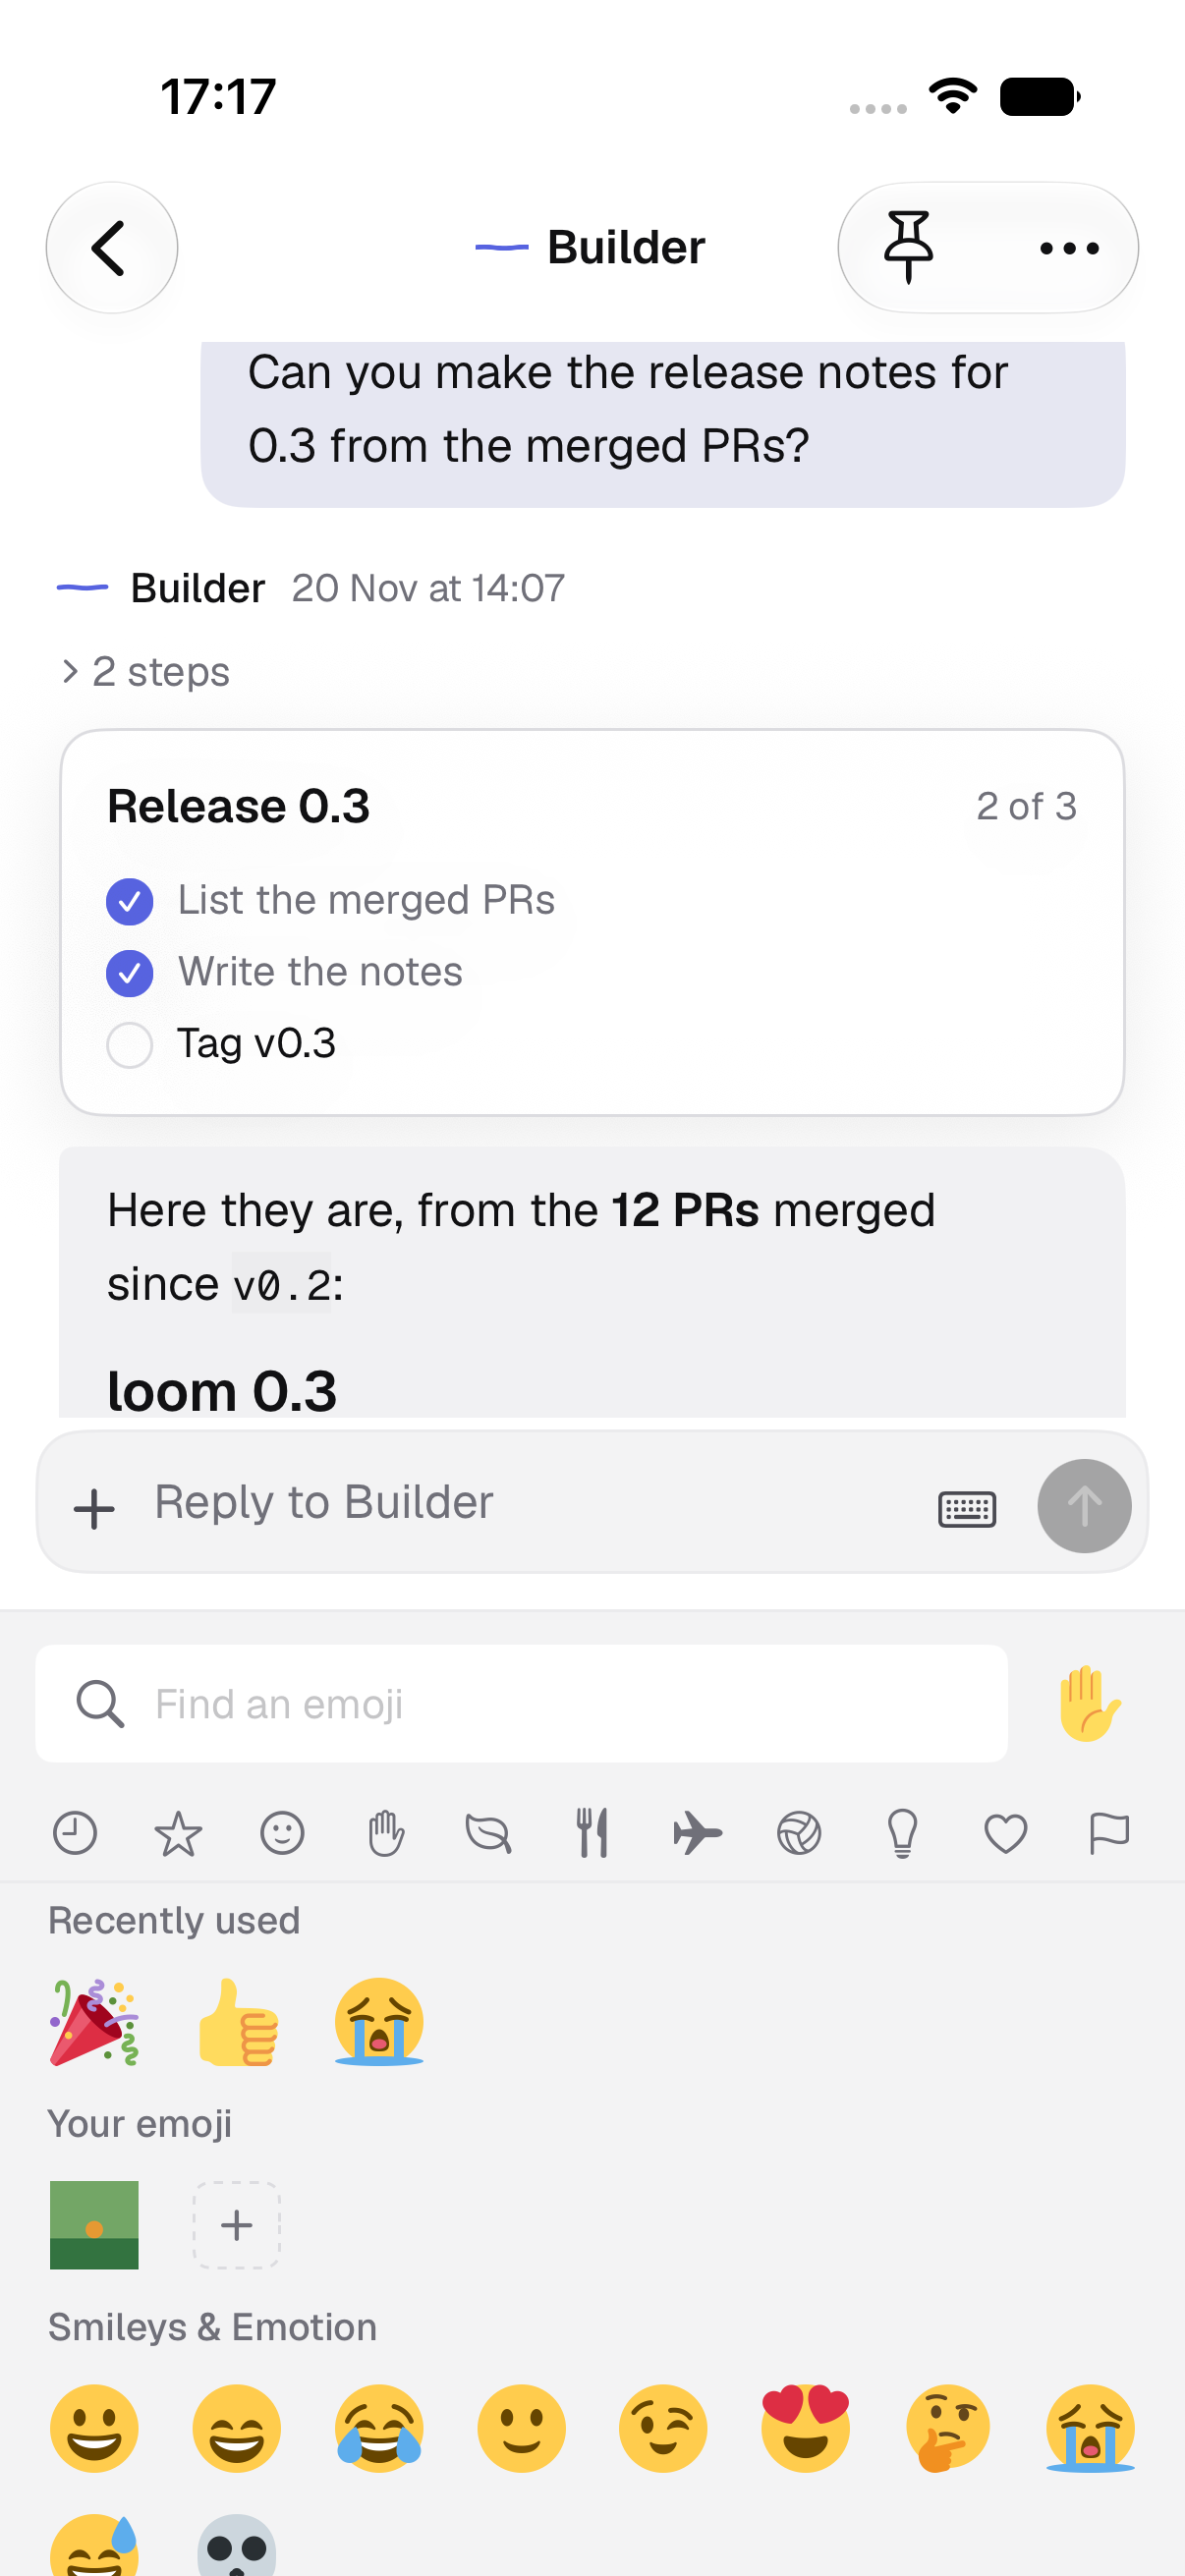 17:17
Builder
Can you make the release notes for
0.3 from the merged PRs?
Builder 20 Nov at 14:07
2 steps
Release 0.3
2 of 3
List the merged PRs
Write the notes
Tag v0.3
Here they are, from the 12 PRs merged
since v0.2:
loom 0.3
Reply to Builder
Find an emoji
Recently used
Your emoji
Smileys & Emotion